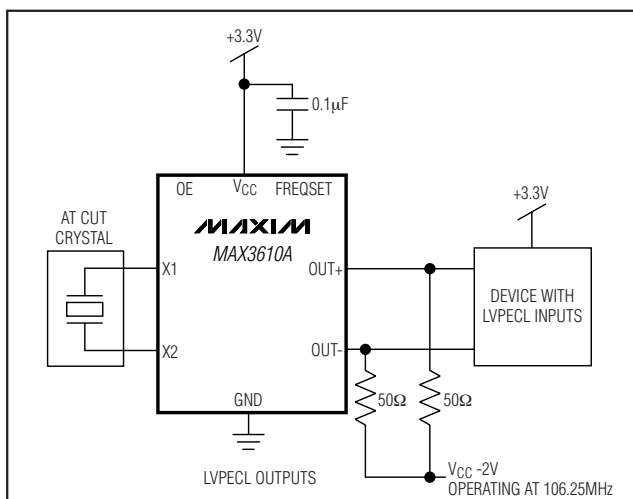 +3.3V
0.1µF
OE VCC FREQSET
MAXIM
MAX3610A
AT CUT
CRYSTAL
X1
X2
OUT+
OUT-
GND
+3.3V
DEVICE WITH
LVPECL INPUTS
50Ω
50Ω
VCC -2V
OPERATING AT 106.25MHz
LVPECL OUTPUTS